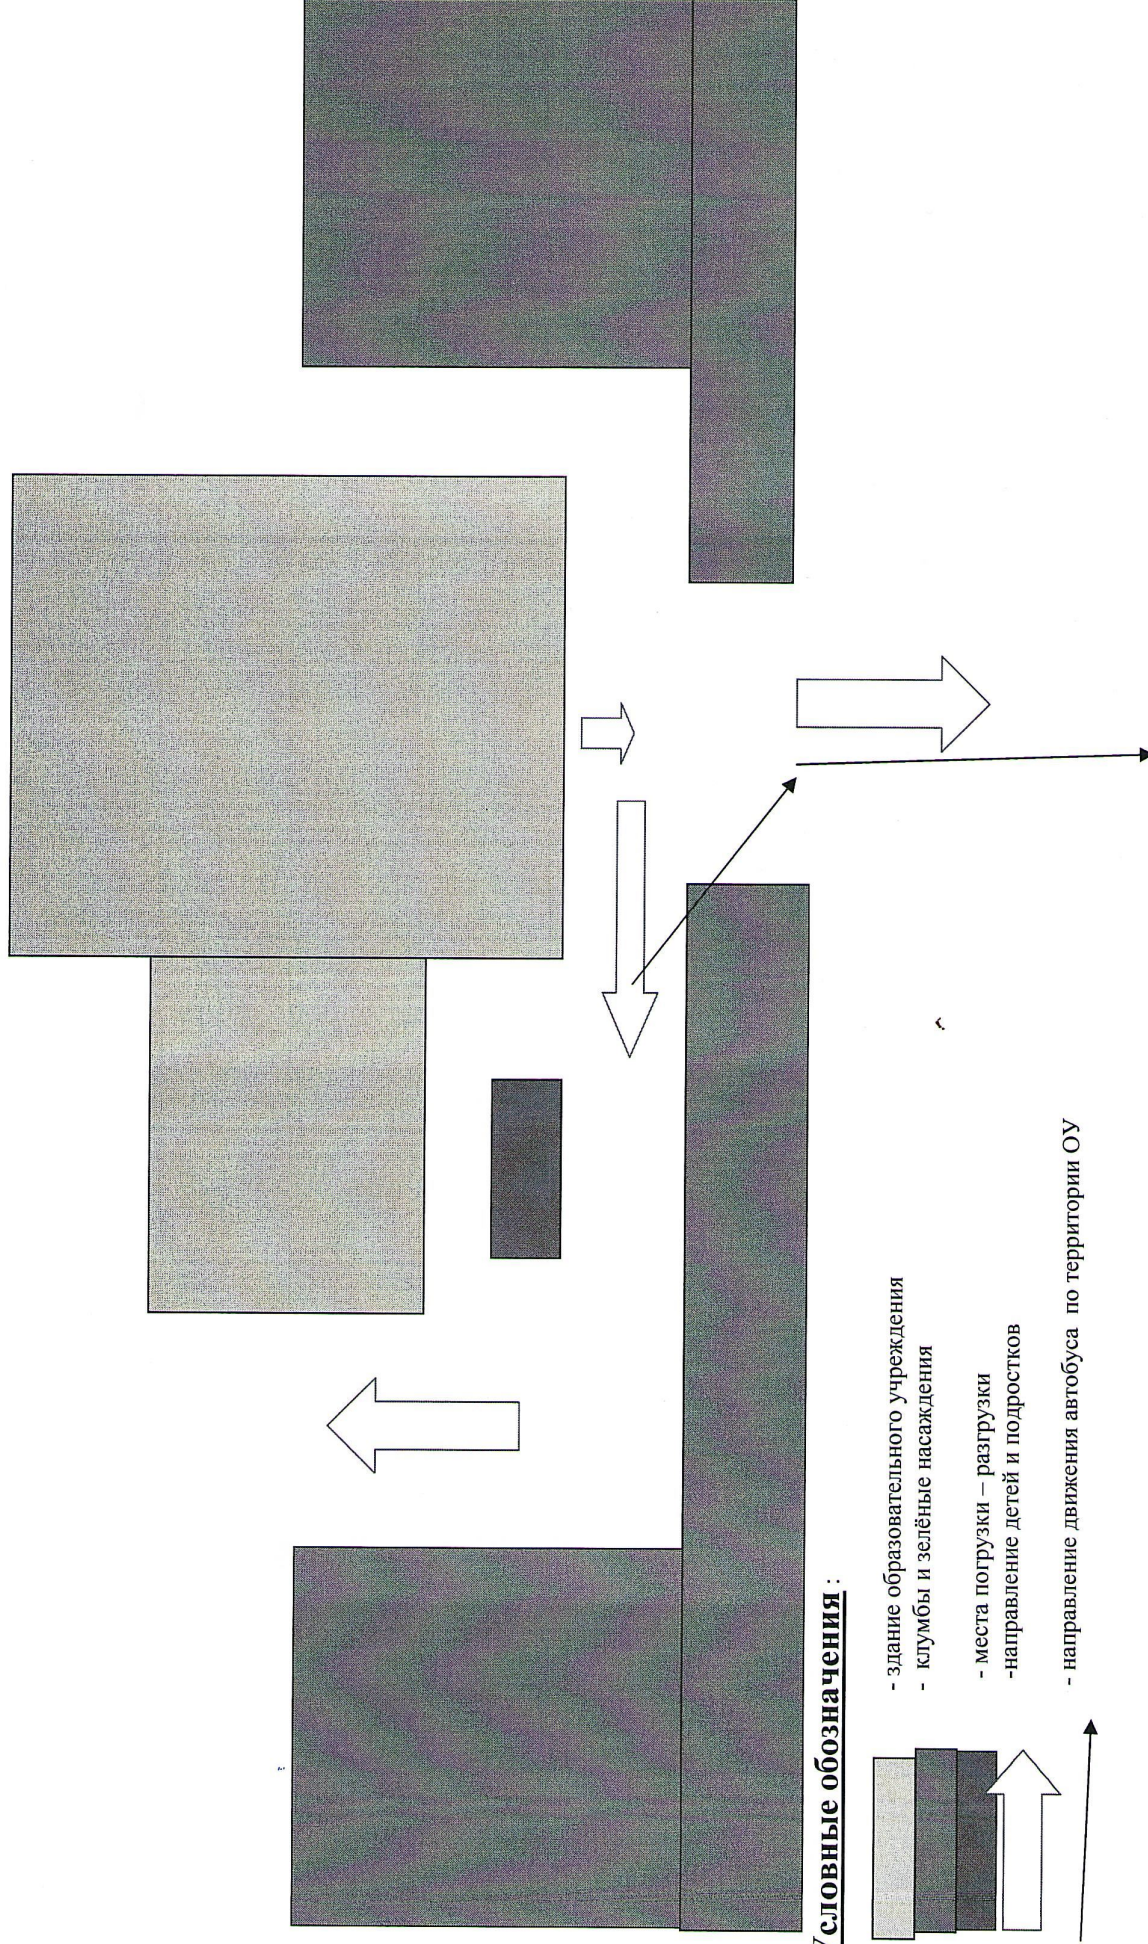 Условные обозначения :
- здание образовательного учреждения
- клумбы и зелёные насаждения
- места погрузки – разгрузки
-направление детей и подростков
- направление движения автобуса по территории ОУ